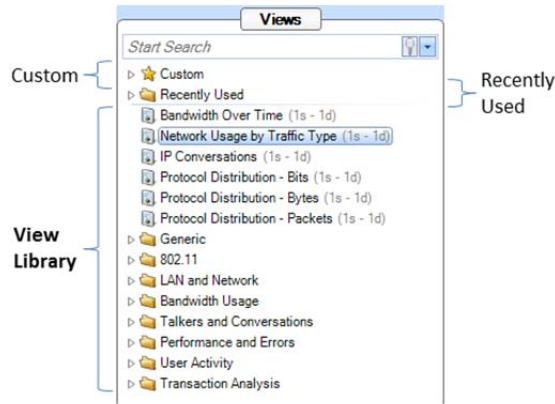 Views
Start Search
Custom
Custom
Recently Used
Recently
Used
Bandwidth Over Time (1s - 1d)
Network Usage by Traffic Type (1s - 1d)
IP Conversations (1s - 1d)
Protocol Distribution - Bits (1s - 1d)
Protocol Distribution - Bytes (1s - 1d)
Protocol Distribution - Packets (1s - 1d)
View
Library
Generic
802.11
LAN and Network
Bandwidth Usage
Talkers and Conversations
Performance and Errors
User Activity
Transaction Analysis